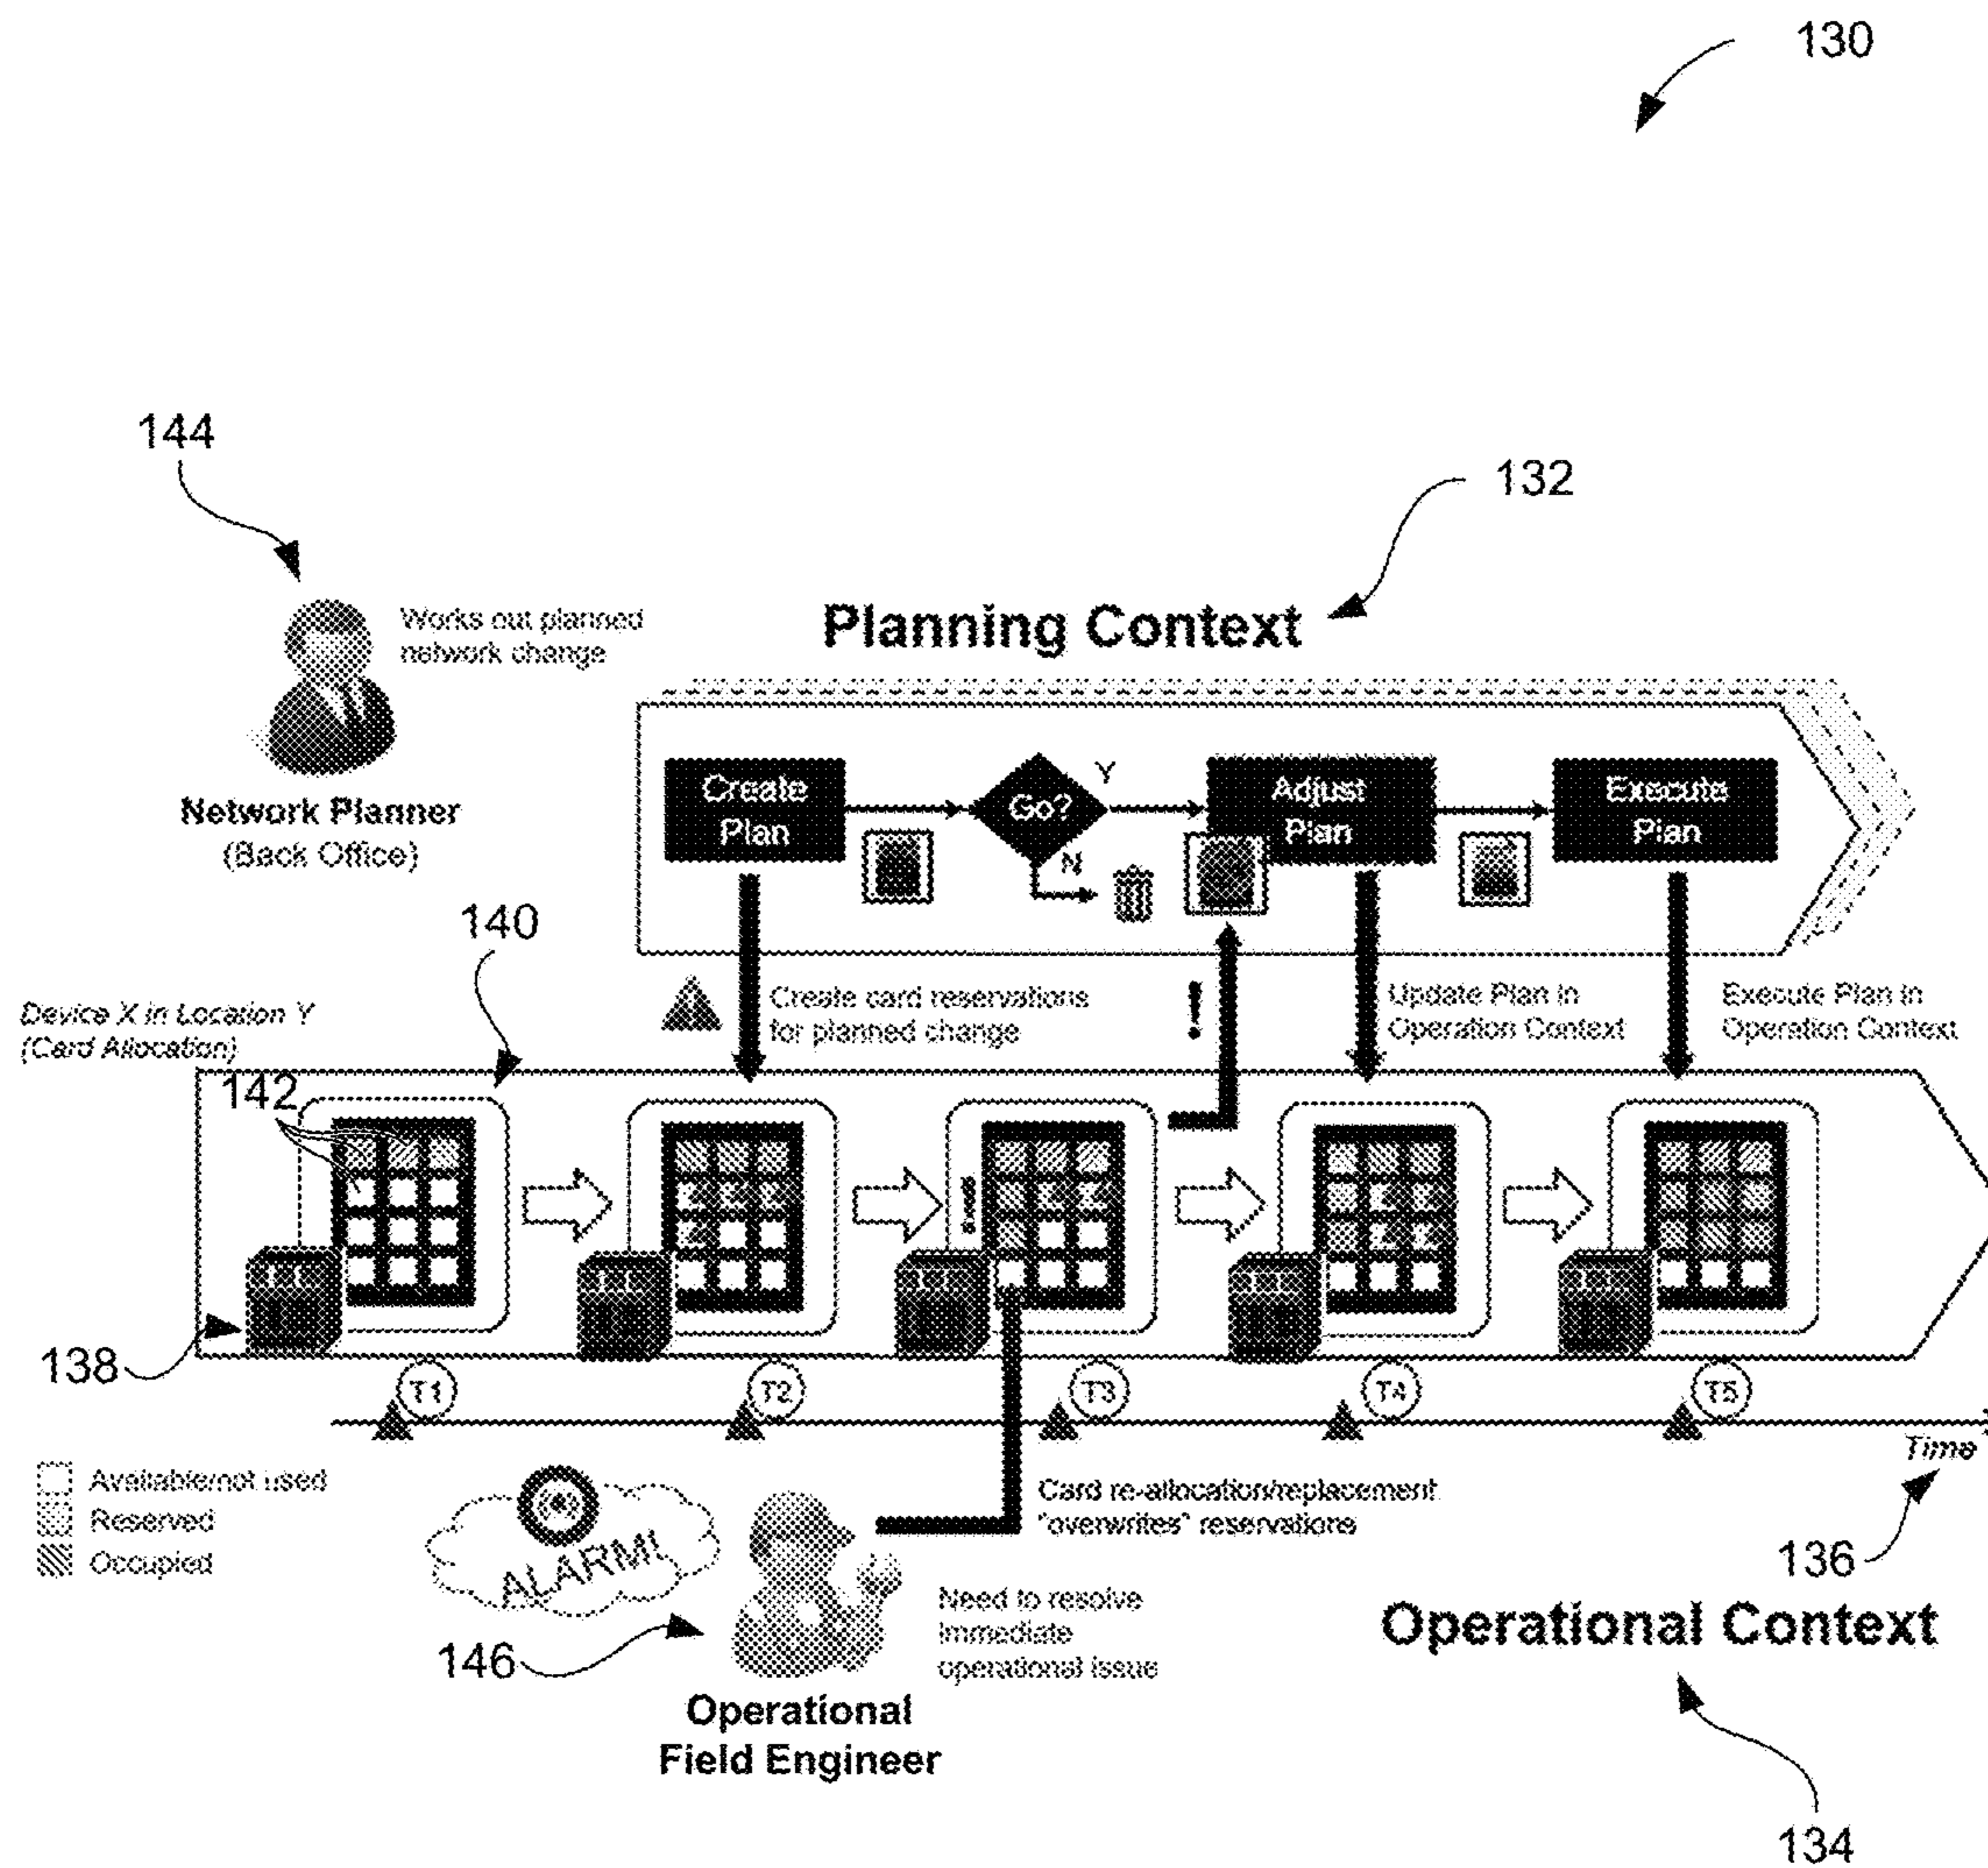 130
144
132
Works out planned
network change
Planning Context
Network Planner
(Back Office)
Create
Plan
Go?
Y
N
Adjust
Plan
Execute
Plan
140
Device X in Location Y
(Card Allocation)
Create card reservations
for planned change
!
Update Plan in
Operation Context
Execute Plan in
Operation Context
142
!
138
T1
T2
T3
T4
T5
Time
Available/not used
Reserved
Occupied
ALARM!
Card re-allocation/replacement
"overwrites" reservations
136
146
Need to resolve
immediate
operational issue
Operational
Field Engineer
Operational Context
134